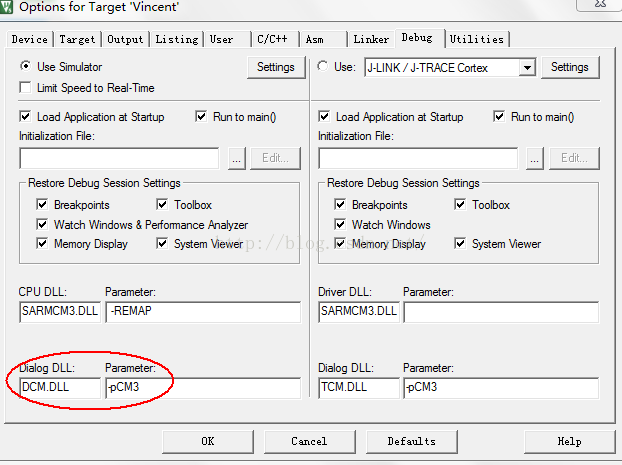 Options for Target 'Vincent'
Device Target Output Listing User C/C++ Asm Linker Debug Utilities
Use Simulator Settings Use: J-LINK / J-TRACE Cortex Settings
Limit Speed to Real-Time
Load Application at Startup Run to main() Load Application at Startup Run to main()
Initialization File: Initialization File:
... Edit... ... Edit...
Restore Debug Session Settings Restore Debug Session Settings
Breakpoints Toolbox Breakpoints Toolbox
Watch Windows & Performance Analyzer Watch Windows
Memory Display System Viewer Memory Display System Viewer
CPU DLL: Parameter: Driver DLL: Parameter:
SARMCM3.DLL -REMAP SARMCM3.DLL
Dialog DLL: Parameter: Dialog DLL: Parameter:
DCM.DLL -pCM3 TCM.DLL -pCM3
OK Cancel Defaults Help